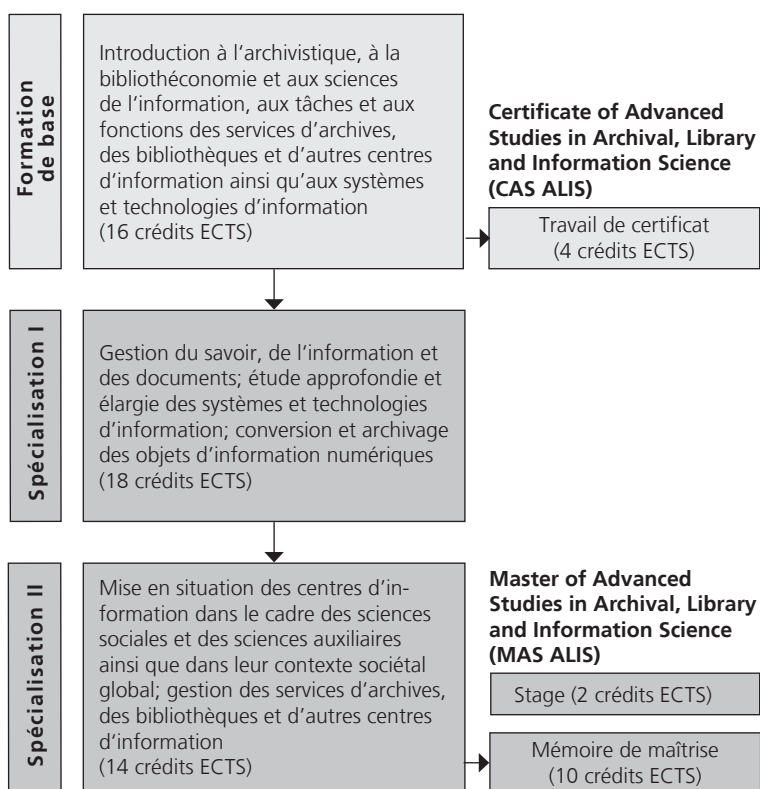 Formation
de base
Introduction à l'archivistique, à la
bibliothéconomie et aux sciences
de l'information, aux tâches et aux
fonctions des services d'archives,
des bibliothèques et d'autres centres
d'information ainsi qu'aux systèmes
et technologies d'information
(16 crédits ECTS)
Certificate of Advanced
Studies in Archival, Library
and Information Science
(CAS ALIS)
Travail de certificat
(4 crédits ECTS)
Spécialisation I
Gestion du savoir, de l'information et
des documents; étude approfondie et
élargie des systèmes et technologies
d'information; conversion et archivage
des objets d'information numériques
(18 crédits ECTS)
Spécialisation II
Mise en situation des centres d'in-
formation dans le cadre des sciences
sociales et des sciences auxiliaires
ainsi que dans leur contexte sociétal
global; gestion des services d'archives,
des bibliothèques et d'autres centres
d'information
(14 crédits ECTS)
Master of Advanced
Studies in Archival, Library
and Information Science
(MAS ALIS)
Stage (2 crédits ECTS)
Mémoire de maîtrise
(10 crédits ECTS)